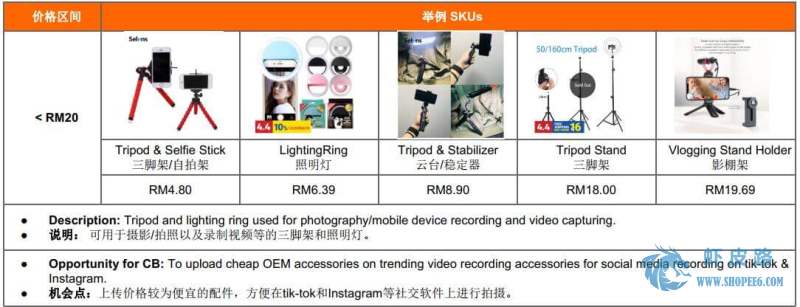 价格区间
举例 SKUs
< RM20
Selens
4.4
10%
Selens
50/160cm Tripod
4.4
16
Tripod & Selfie Stick
LightingRing
Tripod & Stabilizer
Tripod Stand
Vlogging Stand Holder
三脚架/自拍架
照明灯
云台/稳定器
三脚架
影棚架
RM4.80
RM6.39
RM8.90
RM18.00
RM19.69
● Description: Tripod and lighting ring used for photography/mobile device recording and video capturing.
● 说明： 可用于摄影/拍照以及录制视频等的三脚架和照明灯。
● Opportunity for CB: To upload cheap OEM accessories on trending video recording accessories for social media recording on tik-tok &
Instagram.
● 机会点：上传价格较为便宜的配件，方便在tik-tok和Instagram等社交软件上进行拍摄。
虾皮路
WWW.SHOPEE6.COM